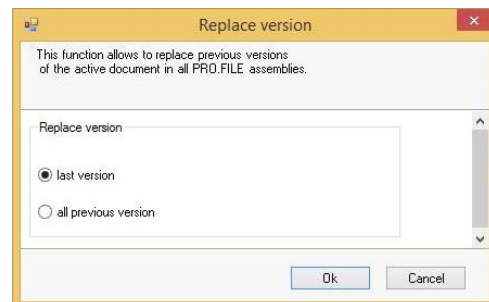 Replace version
This function allows to replace previous versions
of the active document in all PRO.FILE assemblies.
Replace version
last version
all previous version
Ok
Cancel